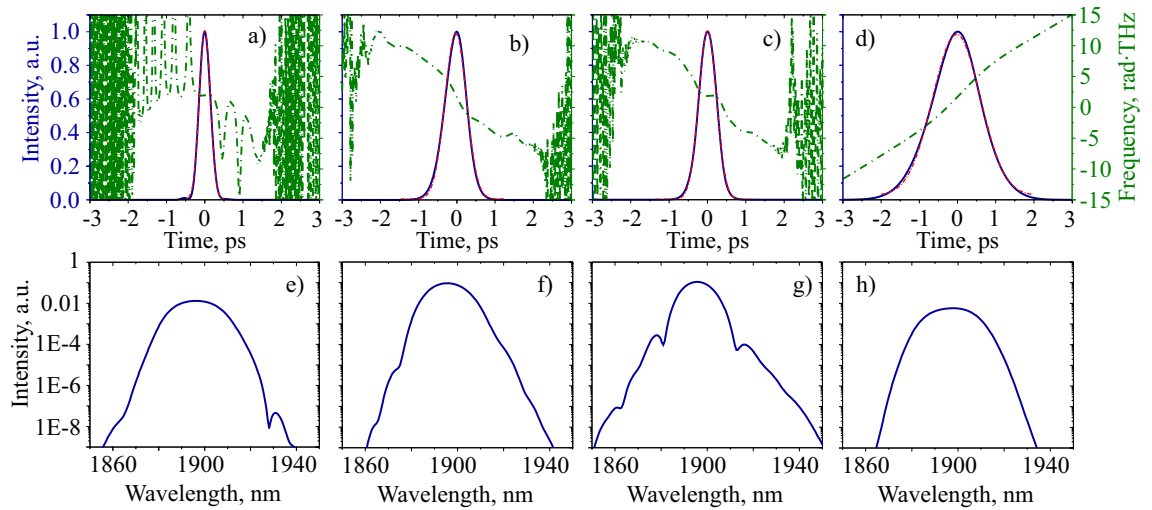 Intensity, a.u.
1.0 0.8 0.6 0.4 0.2 0.0
a) b) c) d)
15 10 5 0 -5 -10 -15
Frequency, rad·THz
-3 -2 -1 0 1 2 3 -2 -1 0 1 2 3 -3 -2 -1 0 1 2 3 -3 -2 -1 0 1 2 3
Time, ps Time, ps Time, ps Time, ps
Intensity, a.u.
1 0.01 1E-4 1E-6 1E-8
e) f) g) h)
1860 1900 1940 1860 1900 1940 1860 1900 1940 1860 1900 1940
Wavelength, nm Wavelength, nm Wavelength, nm Wavelength, nm